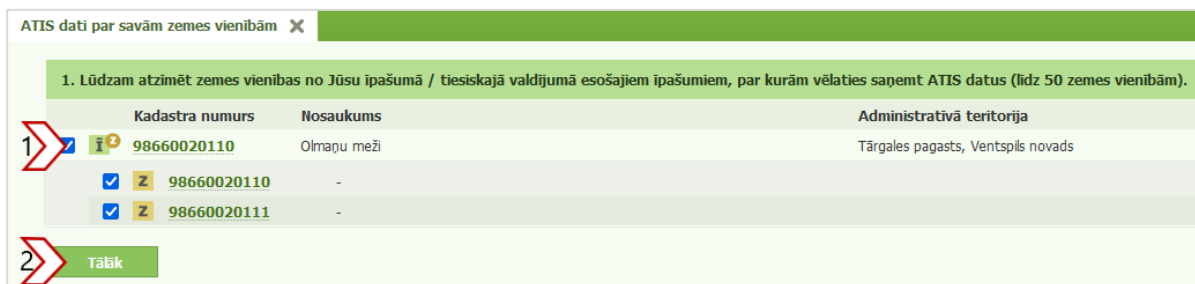 ATIS dati par savām zemes vienībām
1. Lūdzam atzīmēt zemes vienības no Jūsu īpašumā / tiesiskajā valdījumā esošajiem īpašumiem, par kurām vēlaties saņemt ATIS datus (līdz 50 zemes vienībām).
Kadastra numurs Nosaukums Administratīvā teritorija
1 Ī Z 98660020110 Olmaņu meži Tārgales pagasts, Ventspils novads
Z 98660020110 -
Z 98660020111 -
2 Tālāk